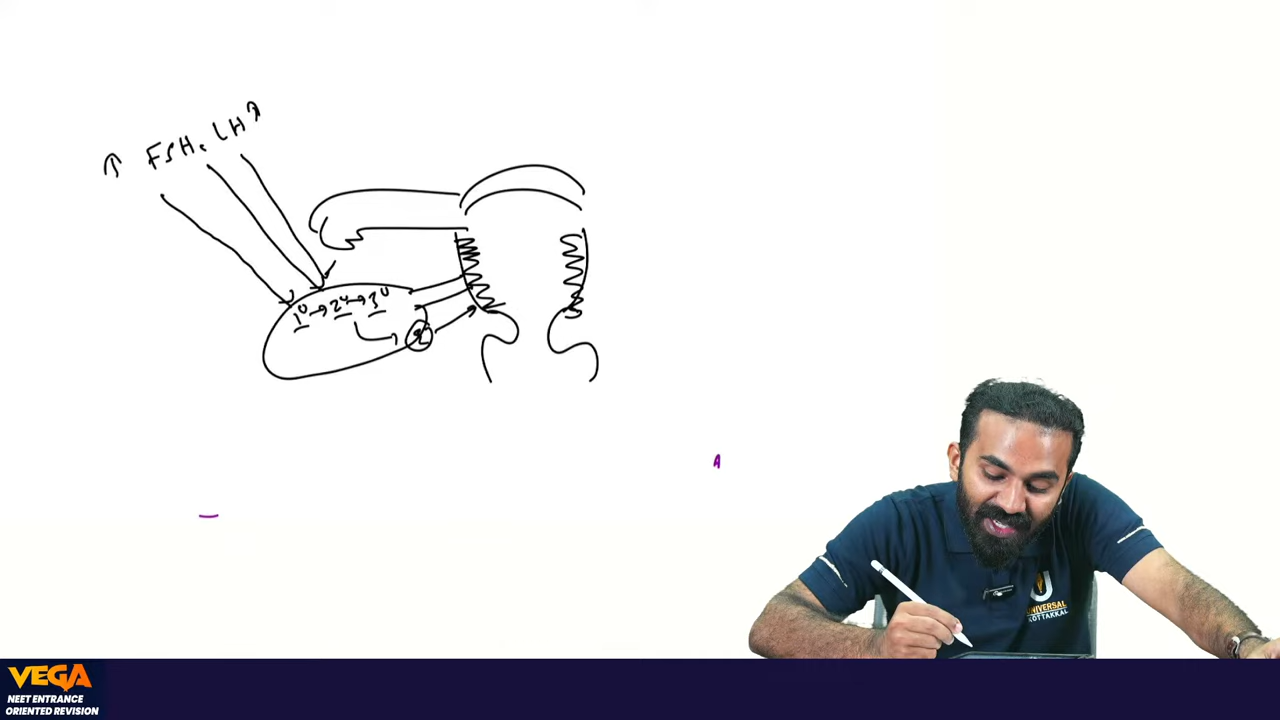 ↑ FSH, LH↑
1° → 2° → 3°
A
UNIVERSAL
KOTTAKKAL
VEGA
NEET ENTRANCE
ORIENTED REVISION